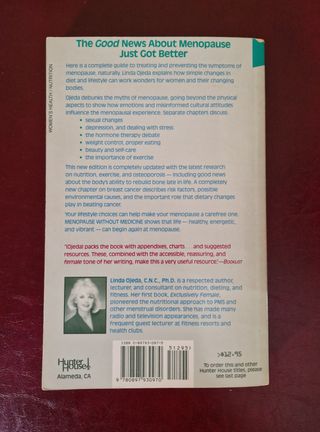 The Good News About Menopause
Just Got Better
Here is a complete guide to treating and preventing the symptoms of
menopause, naturally. Linda Ojeda explains how simple changes in
diet and lifestyle can work wonders for women and their changing
bodies.
Ojeda debunks the myths of menopause, going beyond the physical
aspects to show how emotions and misinformed cultural attitudes
influence the menopausal experience. Separate chapters discuss:
• sexual changes
• depression, and dealing with stress
• the hormone therapy debate
• weight control, proper eating
• beauty and self-care
• the importance of exercise
This new edition is completely updated with the latest research
on nutrition, exercise, and osteoporosis — including good news
about the body's ability to rebuild bone late in life. A completely
new chapter on breast cancer describes risk factors, possible
environmental causes, and the important role that dietary changes
play in beating cancer.
Your lifestyle choices can help make your menopause a carefree one.
MENOPAUSE WITHOUT MEDICINE shows that life — healthy, energetic,
and vibrant — can begin again at menopause.
"(Ojeda) packs the book with appendixes, charts . . . and suggested
resources. These, combined with the accessible, reassuring, and
female tone of her writing, make this a very useful resource." —BOOKLIST
Linda Ojeda, C.N.C., Ph.D. is a respected author,
lecturer, and consultant on nutrition, dieting, and
fitness. Her first book, Exclusively Female,
pioneered the nutritional approach to PMS and
other menstrual disorders. She has made many
radio and television appearances, and is a
frequent guest lecturer at fitness resorts and
health clubs.
WOMEN'S HEALTH / NUTRITION
Hunter
House
Alameda, CA
ISBN 0-89793-097-9
51295
9 780897 930970
>$12.95
To order this and other
Hunter House titles, please
see last page